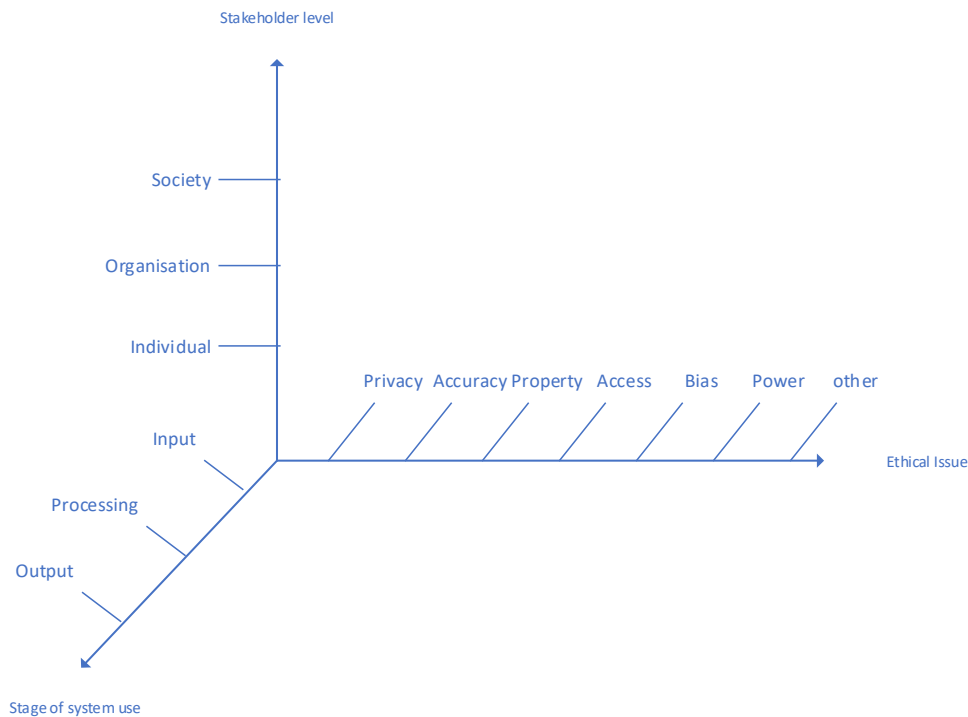 Stakeholder level
Society
Organisation
Individual
Privacy Accuracy Property Access Bias Power other
Input
Ethical Issue
Processing
Output
Stage of system use